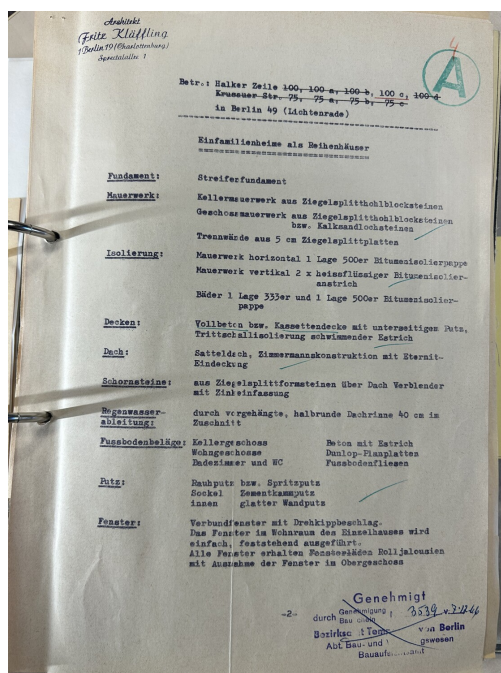 Architekt
Fritz Kläffling
1 Berlin 19 (Charlottenburg)
Spreetalallee 1
4
A
Betr.: Halker Zeile 100, 100 a, 100 b, 100 c, 100 d
Krusauer Str. 75, 75 a, 75 b, 75 c
in Berlin 49 (Lichtenrade)
Einfamilienheime als Reihenhäuser
Fundament: Streifenfundament
Mauerwerk: Kellermauerwerk aus Ziegelsplitthohlblocksteinen
Geschossmauerwerk aus Ziegelsplitthohlblocksteinen
bzw. Kalksandlochsteinen
Trennwände aus 5 cm Ziegelsplittplatten
Isolierung: Mauerwerk horizontal 1 Lage 500er Bitumenisolierpappe
Mauerwerk vertikal 2 x heissflüssiger Bitumenisolier-
anstrich
Bäder 1 Lage 333er und 1 Lage 500er Bitumenisolier-
pappe
Decken: Vollbeton bzw. Kassettendecke mit unterseitigem Putz,
Trittschallisolierung schwimmender Estrich
Dach: Satteldach, Zimmermannskonstruktion mit Eternit-
Eindeckung
Schornsteine: aus Ziegelsplittformsteinen über Dach Verblender
mit Zinkeinfassung
Regenwasser-
ableitung: durch vorgehängte, halbrunde Dachrinne 40 cm im
Zuschnitt
Fussbodenbeläge: Kellergeschoss Beton mit Estrich
Wohngeschosse Dunlop-Planplatten
Badezimmer und WC Fussbodenfliesen
Putz: Rauhputz bzw. Spritzputz
Sockel Zementkammputz
innen glatter Wandputz
Fenster: Verbundfenster mit Drehkippbeschlag.
Das Fenster im Wohnraum des Einzelhauses wird
einfach, feststehend ausgeführt.
Alle Fenster erhalten Fensterläden Rolljalousien
mit Ausnahme der Fenster im Obergeschoss
-2-
Genehmigt
durch Genehmigung 3539 v.
Bau
Bezirksamt von Berlin
Abt. Bau- und
Bauaufsichtsamt